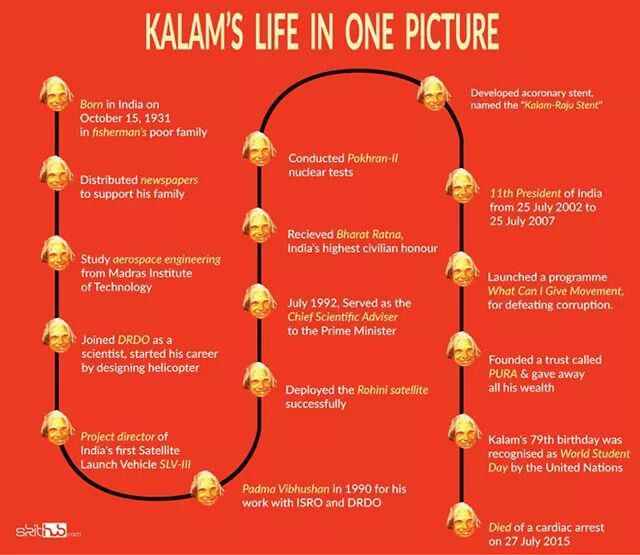 KALAM'S LIFE IN ONE PICTURE
Born in India on
October 15, 1931
in fisherman's poor family
Distributed newspapers
to support his family
Study aerospace engineering
from Madras Institute
of Technology
Joined DRDO as a
scientist, started his career
by designing helicopter
Project director of
India's first Satellite
Launch Vehicle SLV-III
Padma Vibhushan in 1990 for his
work with ISRO and DRDO
Deployed the Rohini satellite
successfully
July 1992, Served as the
Chief Scientific Adviser
to the Prime Minister
Recieved Bharat Ratna,
India's highest civilian honour
Conducted Pokhran-II
nuclear tests
Developed acoronary stent,
named the "Kalam-Raju Stent"
11th President of India
from 25 July 2002 to
25 July 2007
Launched a programme
What Can I Give Movement,
for defeating corruption.
Founded a trust called
PURA & gave away
all his wealth
Kalam's 79th birthday was
recognised as World Student
Day by the United Nations
Died of a cardiac arrest
on 27 July 2015
skithub.com